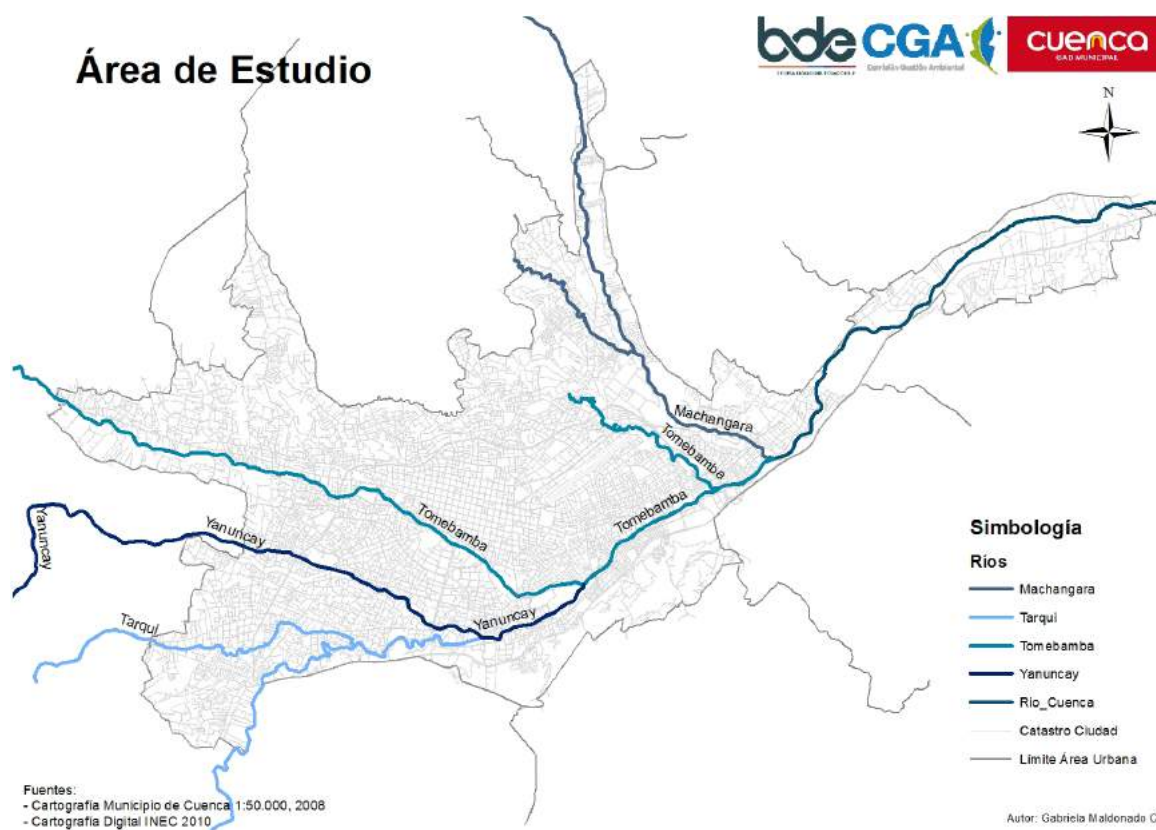 Área de Estudio
bde CGA cuenca
GAD MUNICIPAL
Comisión Gestión Ambiental
N
Machangara
Tomebamba
Tomebamba
Tomebamba
Yanuncay
Yanuncay
Yanuncay
Tarqui
Simbología
Ríos
Machangara
Tarqui
Tomebamba
Yanuncay
Rio_Cuenca
Catastro Ciudad
Límite Área Urbana
Fuentes:
- Cartografía Municipio de Cuenca 1:50.000, 2008
- Cartografía Digital INEC 2010
Autor: Gabriela Maldonado C